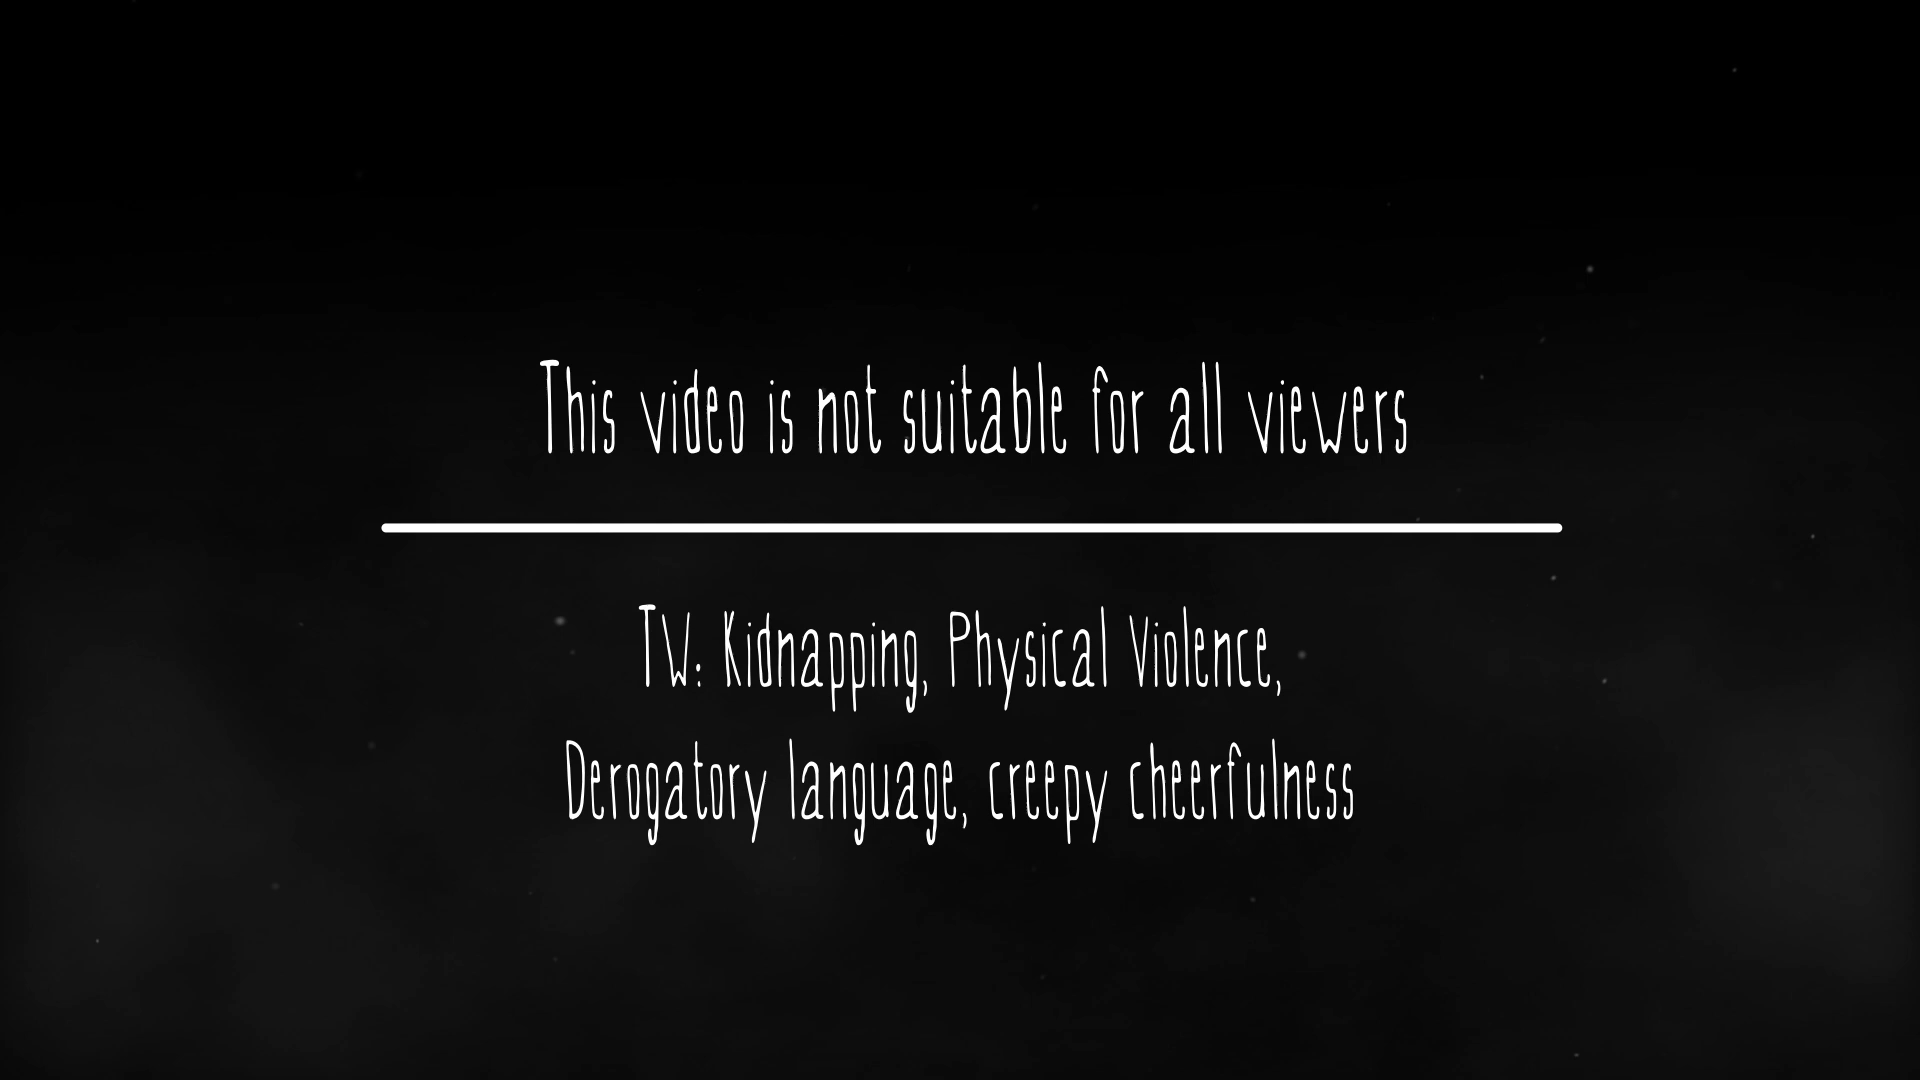 This video is not suitable for all viewers
TW: Kidnapping, Physical Violence,
Derogatory language, creepy cheerfulness